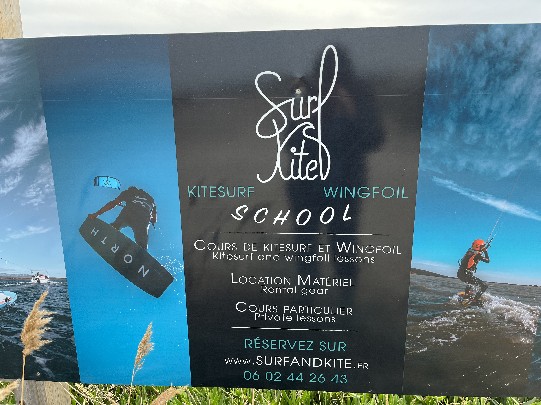 Surf
Kite
KITESURF WINGFOIL
SCHOOL
COURS DE KITESURF ET WINGFOIL
Kitesurf and wingfoil lessons
LOCATION MATÉRIEL
Rental gear
COURS PARTICULIER
Private lessons
RÉSERVEZ SUR
WWW.SURFANDKITE.FR
06 02 44 26 43
NORTH